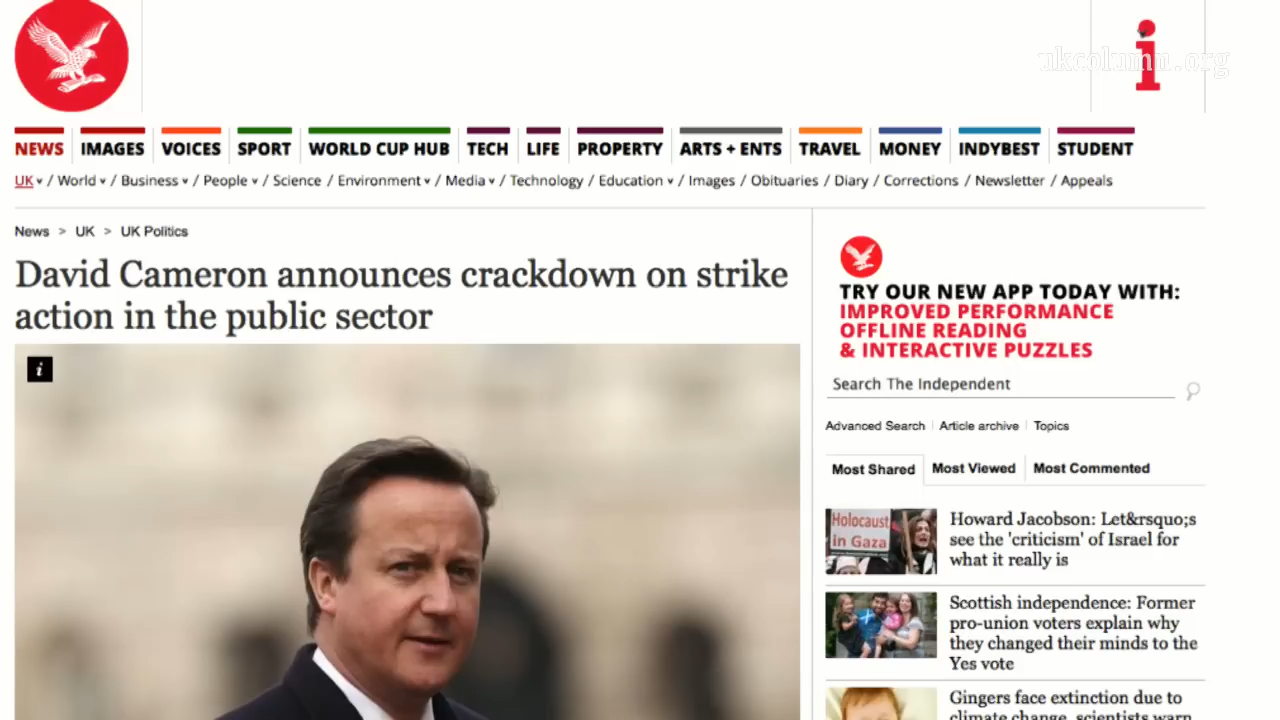 ukcolumn.org
i
NEWS IMAGES VOICES SPORT WORLD CUP HUB TECH LIFE PROPERTY ARTS + ENTS TRAVEL MONEY INDYBEST STUDENT
UK / World / Business / People / Science / Environment / Media / Technology / Education / Images / Obituaries / Diary / Corrections / Newsletter / Appeals
News > UK > UK Politics
David Cameron announces crackdown on strike
action in the public sector
i
TRY OUR NEW APP TODAY WITH:
IMPROVED PERFORMANCE
OFFLINE READING
& INTERACTIVE PUZZLES
Search The Independent
Advanced Search | Article archive | Topics
Most Shared Most Viewed Most Commented
Holocaust
in Gaza
Howard Jacobson: Let&rsquo;s
see the 'criticism' of Israel for
what it really is
Scottish independence: Former
pro-union voters explain why
they changed their minds to the
Yes vote
Gingers face extinction due to
climate change, scientists warn